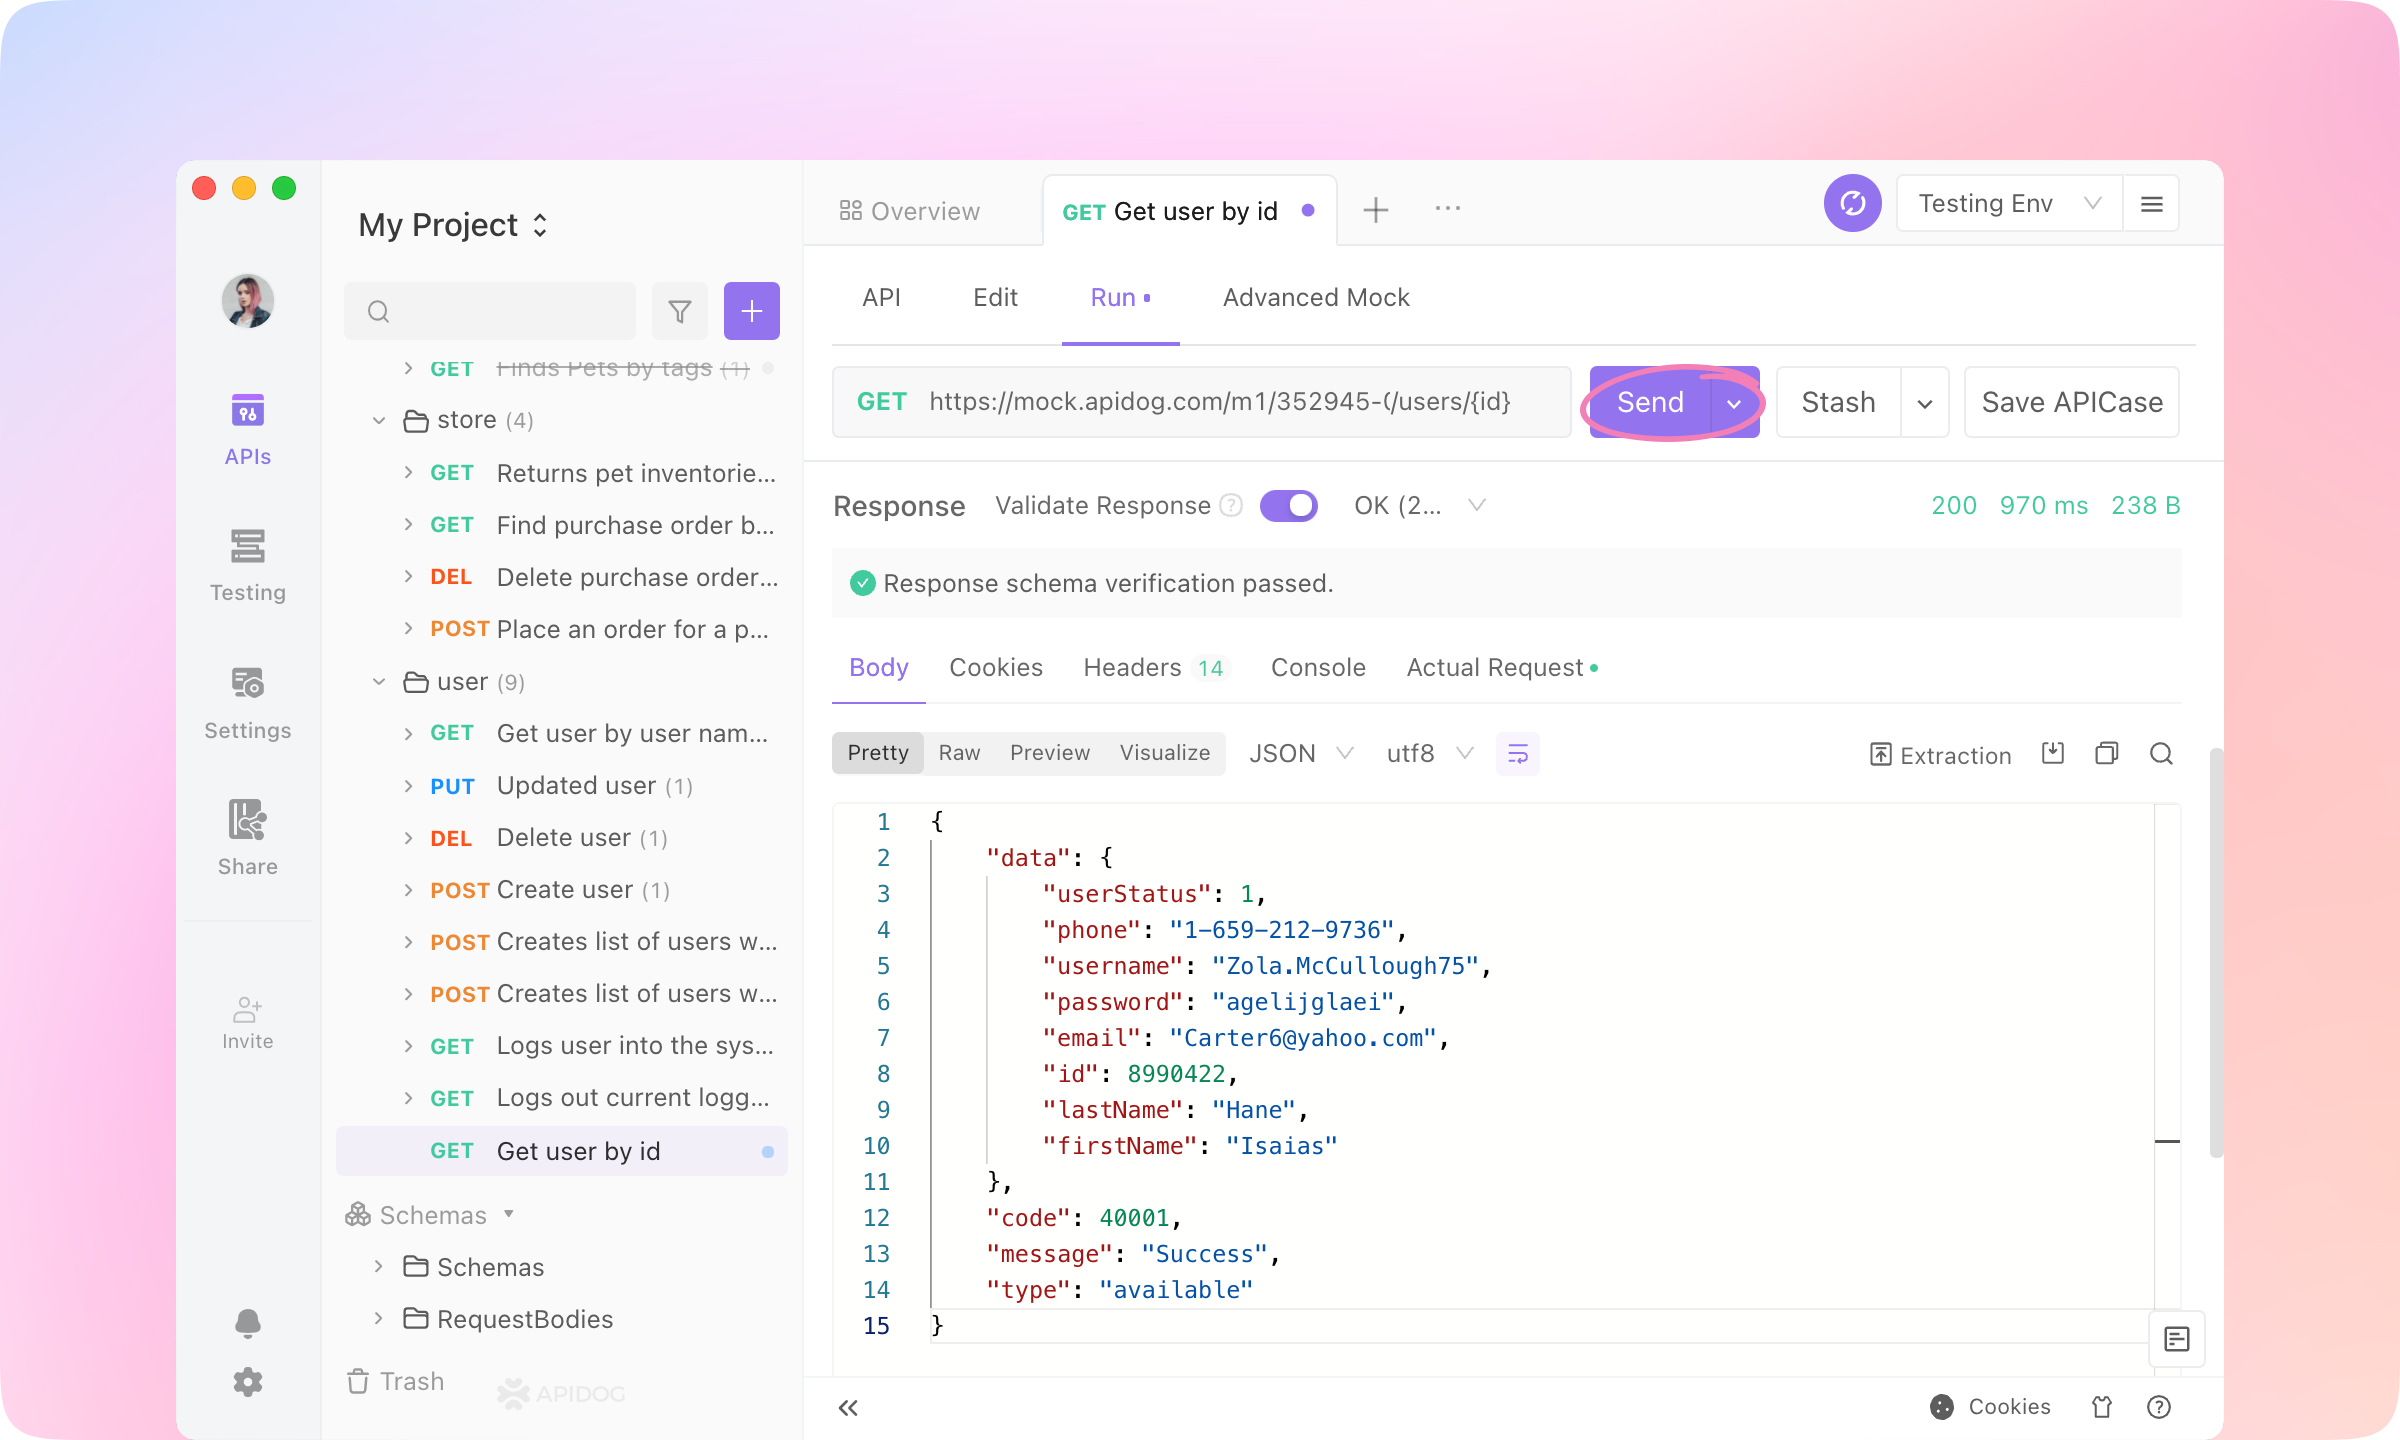 My Project
APIs
Testing
Settings
Share
Invite
GET Finds Pets by tags (1)
store (4)
GET Returns pet inventorie...
GET Find purchase order b...
DEL Delete purchase order...
POST Place an order for a p...
user (9)
GET Get user by user nam...
PUT Updated user (1)
DEL Delete user (1)
POST Create user (1)
POST Creates list of users w...
POST Creates list of users w...
GET Logs user into the sys...
GET Logs out current logg...
GET Get user by id
Schemas
Schemas
RequestBodies
Trash
APIDOG
Overview
GET Get user by id
...
Testing Env
API Edit Run Advanced Mock
GET https://mock.apidog.com/m1/352945-(/users/{id}
Send
Stash
Save APICase
Response Validate Response ? OK (2... 200 970 ms 238 B
Response schema verification passed.
Body Cookies Headers 14 Console Actual Request
Pretty Raw Preview Visualize JSON utf8 Extraction
1 {
2 "data": {
3 "userStatus": 1,
4 "phone": "1-659-212-9736",
5 "username": "Zola.McCullough75",
6 "password": "agelijglaei",
7 "email": "Carter6@yahoo.com",
8 "id": 8990422,
9 "lastName": "Hane",
10 "firstName": "Isaias"
11 },
12 "code": 40001,
13 "message": "Success",
14 "type": "available"
15 }
Cookies ?